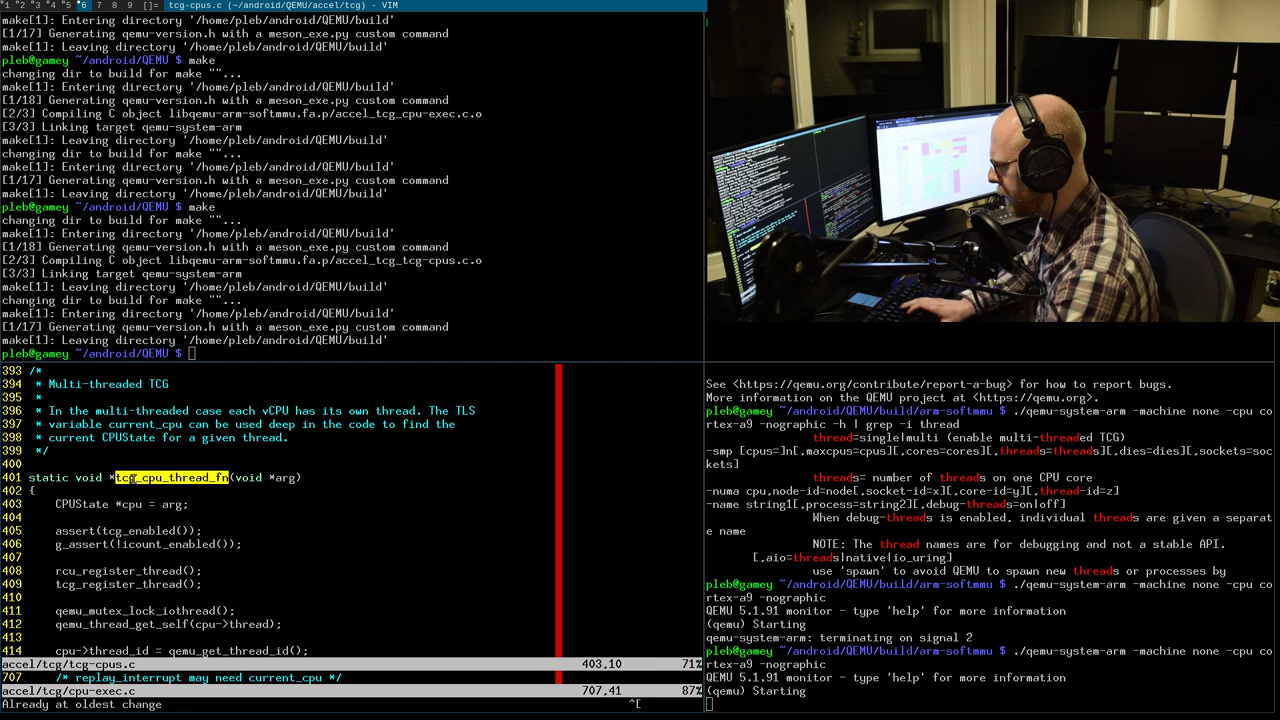 1 2 3 4 5 6 7 8 9 []= tcg-cpus.c (~/android/QEMU/accel/tcg) - VIM
make[1]: Entering directory '/home/pleb/android/QEMU/build'
[1/17] Generating qemu-version.h with a meson_exe.py custom command
make[1]: Leaving directory '/home/pleb/android/QEMU/build'
pleb@gamey ~/android/QEMU $ make
changing dir to build for make ""...
make[1]: Entering directory '/home/pleb/android/QEMU/build'
[1/18] Generating qemu-version.h with a meson_exe.py custom command
[2/3] Compiling C object libqemu-arm-softmmu.fa.p/accel_tcg_cpu-exec.c.o
[3/3] Linking target qemu-system-arm
make[1]: Leaving directory '/home/pleb/android/QEMU/build'
changing dir to build for make ""...
make[1]: Entering directory '/home/pleb/android/QEMU/build'
[1/17] Generating qemu-version.h with a meson_exe.py custom command
make[1]: Leaving directory '/home/pleb/android/QEMU/build'
pleb@gamey ~/android/QEMU $ make
changing dir to build for make ""...
make[1]: Entering directory '/home/pleb/android/QEMU/build'
[1/18] Generating qemu-version.h with a meson_exe.py custom command
[2/3] Compiling C object libqemu-arm-softmmu.fa.p/accel_tcg_tcg-cpus.c.o
[3/3] Linking target qemu-system-arm
make[1]: Leaving directory '/home/pleb/android/QEMU/build'
changing dir to build for make ""...
make[1]: Entering directory '/home/pleb/android/QEMU/build'
[1/17] Generating qemu-version.h with a meson_exe.py custom command
make[1]: Leaving directory '/home/pleb/android/QEMU/build'
pleb@gamey ~/android/QEMU $
393 /*
394  * Multi-threaded TCG
395  *
396  * In the multi-threaded case each vCPU has its own thread. The TLS
397  * variable current_cpu can be used deep in the code to find the
398  * current CPUState for a given thread.
399  */
400
401 static void *tcg_cpu_thread_fn(void *arg)
402 {
403     CPUState *cpu = arg;
404
405     assert(tcg_enabled());
406     g_assert(!icount_enabled());
407
408     rcu_register_thread();
409     tcg_register_thread();
410
411     qemu_mutex_lock_iothread();
412     qemu_thread_get_self(cpu->thread);
413
414     cpu->thread_id = qemu_get_thread_id();
accel/tcg/tcg-cpus.c 403,10 71%
707     /* replay_interrupt may need current_cpu */
accel/tcg/cpu-exec.c 707,41 87%
Already at oldest change ^[
See <https://qemu.org/contribute/report-a-bug> for how to report bugs.
More information on the QEMU project at <https://qemu.org>.
pleb@gamey ~/android/QEMU/build/arm-softmmu $ ./qemu-system-arm -machine none -cpu co
rtex-a9 -nographic -h | grep -i thread
thread=single|multi (enable multi-threaded TCG)
-smp [cpus=]n[,maxcpus=cpus][,cores=cores][,threads=threads][,dies=dies][,sockets=soc
kets]
threads= number of threads on one CPU core
-numa cpu,node-id=node[,socket-id=x][,core-id=y][,thread-id=z]
-name string1[,process=string2][,debug-threads=on|off]
When debug-threads is enabled, individual threads are given a separat
e name
NOTE: The thread names are for debugging and not a stable API.
[,aio=threads|native|io_uring]
use 'spawn' to avoid QEMU to spawn new threads or processes by
pleb@gamey ~/android/QEMU/build/arm-softmmu $ ./qemu-system-arm -machine none -cpu co
rtex-a9 -nographic
QEMU 5.1.91 monitor - type 'help' for more information
(qemu) Starting
qemu-system-arm: terminating on signal 2
pleb@gamey ~/android/QEMU/build/arm-softmmu $ ./qemu-system-arm -machine none -cpu co
rtex-a9 -nographic
QEMU 5.1.91 monitor - type 'help' for more information
(qemu) Starting